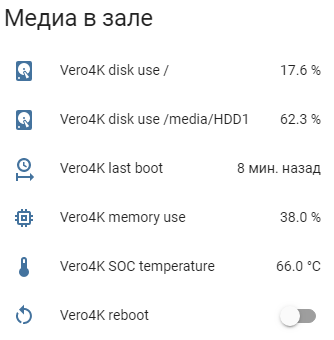 Медиа в зале
Vero4K disk use / 17.6 %
Vero4K disk use /media/HDD1 62.3 %
Vero4K last boot 8 мин. назад
Vero4K memory use 38.0 %
Vero4K SOC temperature 66.0 °C
Vero4K reboot